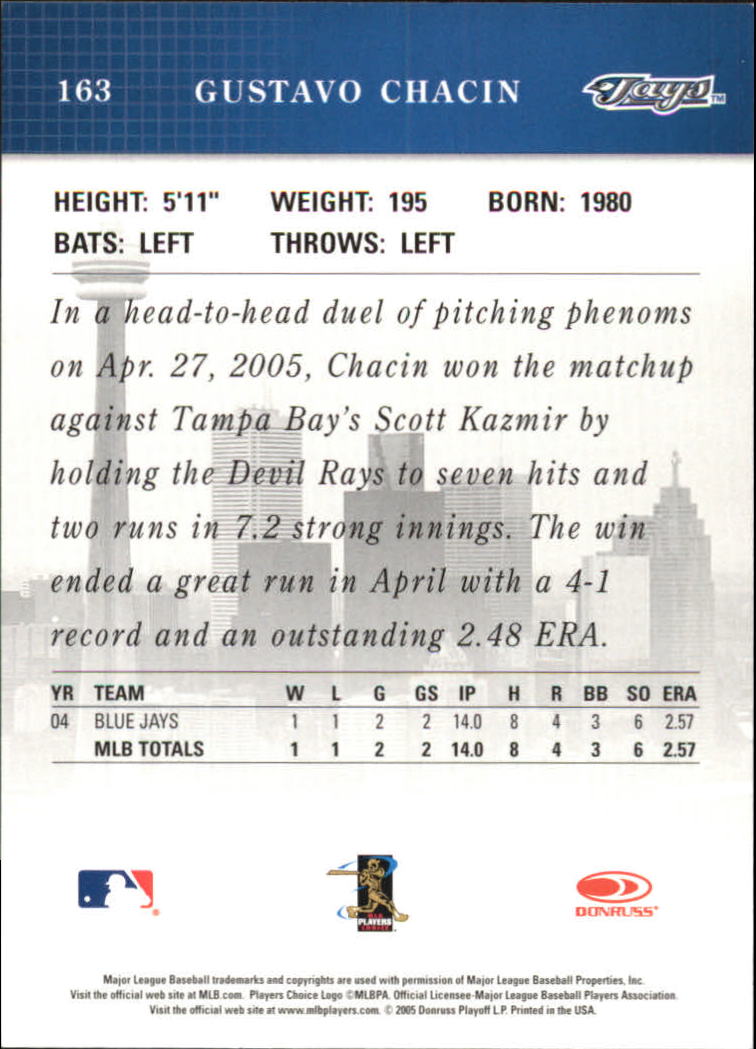 163 GUSTAVO CHACIN Jays TM
HEIGHT: 5'11" WEIGHT: 195 BORN: 1980
BATS: LEFT THROWS: LEFT
In a head-to-head duel of pitching phenoms
on Apr. 27, 2005, Chacin won the matchup
against Tampa Bay's Scott Kazmir by
holding the Devil Rays to seven hits and
two runs in 7.2 strong innings. The win
ended a great run in April with a 4-1
record and an outstanding 2.48 ERA.
YR TEAM W L G GS IP H R BB SO ERA
04 BLUE JAYS 1 1 2 2 14.0 8 4 3 6 2.57
MLB TOTALS 1 1 2 2 14.0 8 4 3 6 2.57
MLB
PLAYERS
CHOICE
DONRUSS
Major League Baseball trademarks and copyrights are used with permission of Major League Baseball Properties, Inc.
Visit the official web site at MLB.com. Players Choice Logo ©MLBPA. Official Licensee-Major League Baseball Players Association.
Visit the official web site at www.mlbplayers.com. © 2005 Donruss Playoff L.P. Printed in the USA.